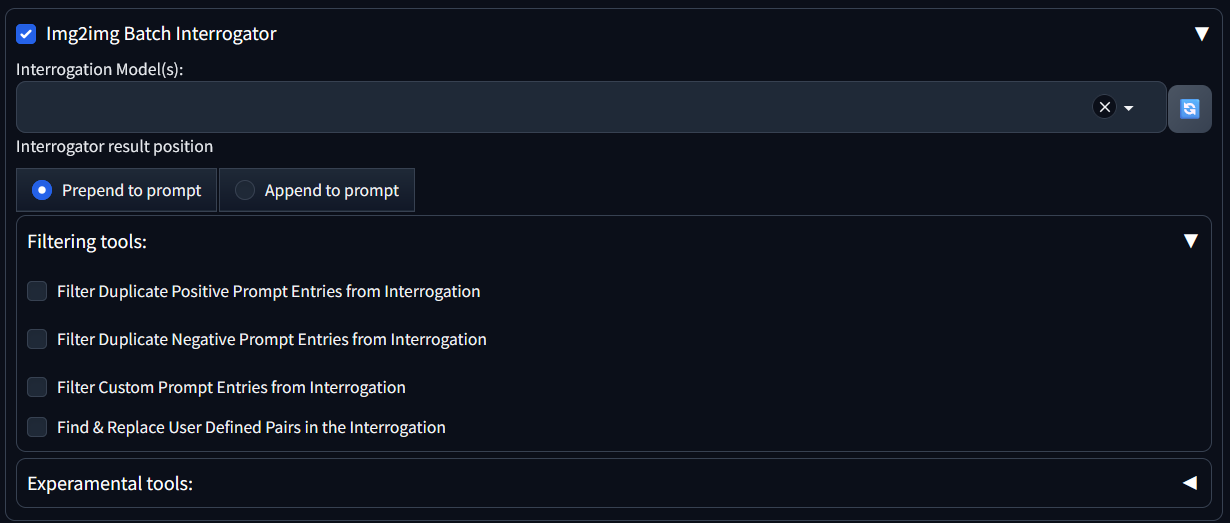 Img2img Batch Interrogator
Interrogation Model(s):
Interrogator result position
Prepend to prompt
Append to prompt
Filtering tools:
Filter Duplicate Positive Prompt Entries from Interrogation
Filter Duplicate Negative Prompt Entries from Interrogation
Filter Custom Prompt Entries from Interrogation
Find & Replace User Defined Pairs in the Interrogation
Experamental tools: